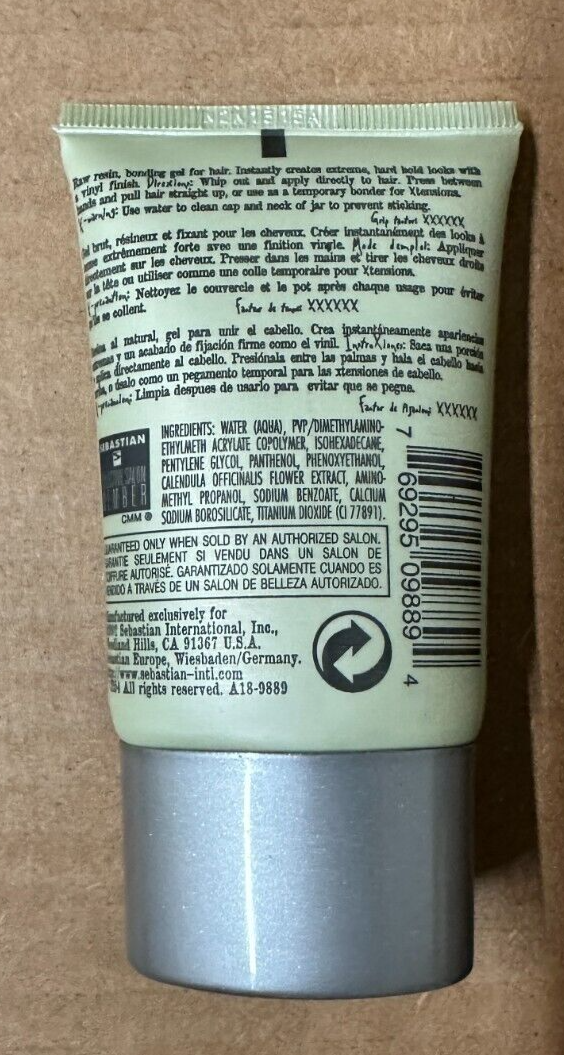 Raw resin, bonding gel for hair. Instantly creates extreme, hard hold looks with
a vinyl finish. Direxions: Whip out and apply directly to hair. Press between
hands and pull hair straight up, or use as a temporary bonder for Xtensions.
X-warning: Use water to clean cap and neck of jar to prevent sticking.
Grip factor: XXXXXX
brut, résineux et fixant pour les cheveux. Créer instantanément des looks à
extrêmement forte avec une finition vinyle. Mode demploi: Appliquer
directement sur les cheveux. Presser dans les mains et tirer les cheveux droits
la tête ou utiliser comme une colle temporaire pour Xtensions.
Nettoyez le couvercle et le pot après chaque usage pour éviter
se collent.
Factor de XXXXXX
al natural, gel para unir el cabello. Crea instantáneamente apariencias
y un acabado de fijación firme como el vinil. Saca una porción
directamente al cabello. Presiónala entre las palmas y hala el cabello hacia
o úsalo como un pegamento temporal para las xtensiones de cabello.
Limpia despues de usarlo para evitar que se pegue.
Factor de XXXXXX
SEBASTIAN
SALON
MEMBER
CMM ®
INGREDIENTS: WATER (AQUA), PVP/DIMETHYLAMINO-
ETHYLMETH ACRYLATE COPOLYMER, ISOHEXADECANE,
PENTYLENE GLYCOL, PANTHENOL, PHENOXYETHANOL,
CALENDULA OFFICINALIS FLOWER EXTRACT, AMINO-
METHYL PROPANOL, SODIUM BENZOATE, CALCIUM
SODIUM BOROSILICATE, TITANIUM DIOXIDE (CI 77891).
7 69295 09889 4
GUARANTEED ONLY WHEN SOLD BY AN AUTHORIZED SALON.
GARANTIE SEULEMENT SI VENDU DANS UN SALON DE
COIFFURE AUTORISÉ. GARANTIZADO SOLAMENTE CUANDO ES
VENDIDO A TRAVÉS DE UN SALON DE BELLEZA AUTORIZADO.
Manufactured exclusively for
Sebastian International, Inc.,
Woodland Hills, CA 91367 U.S.A.
Sebastian Europe, Wiesbaden/Germany.
www.sebastian-intl.com
All rights reserved. A18-9889